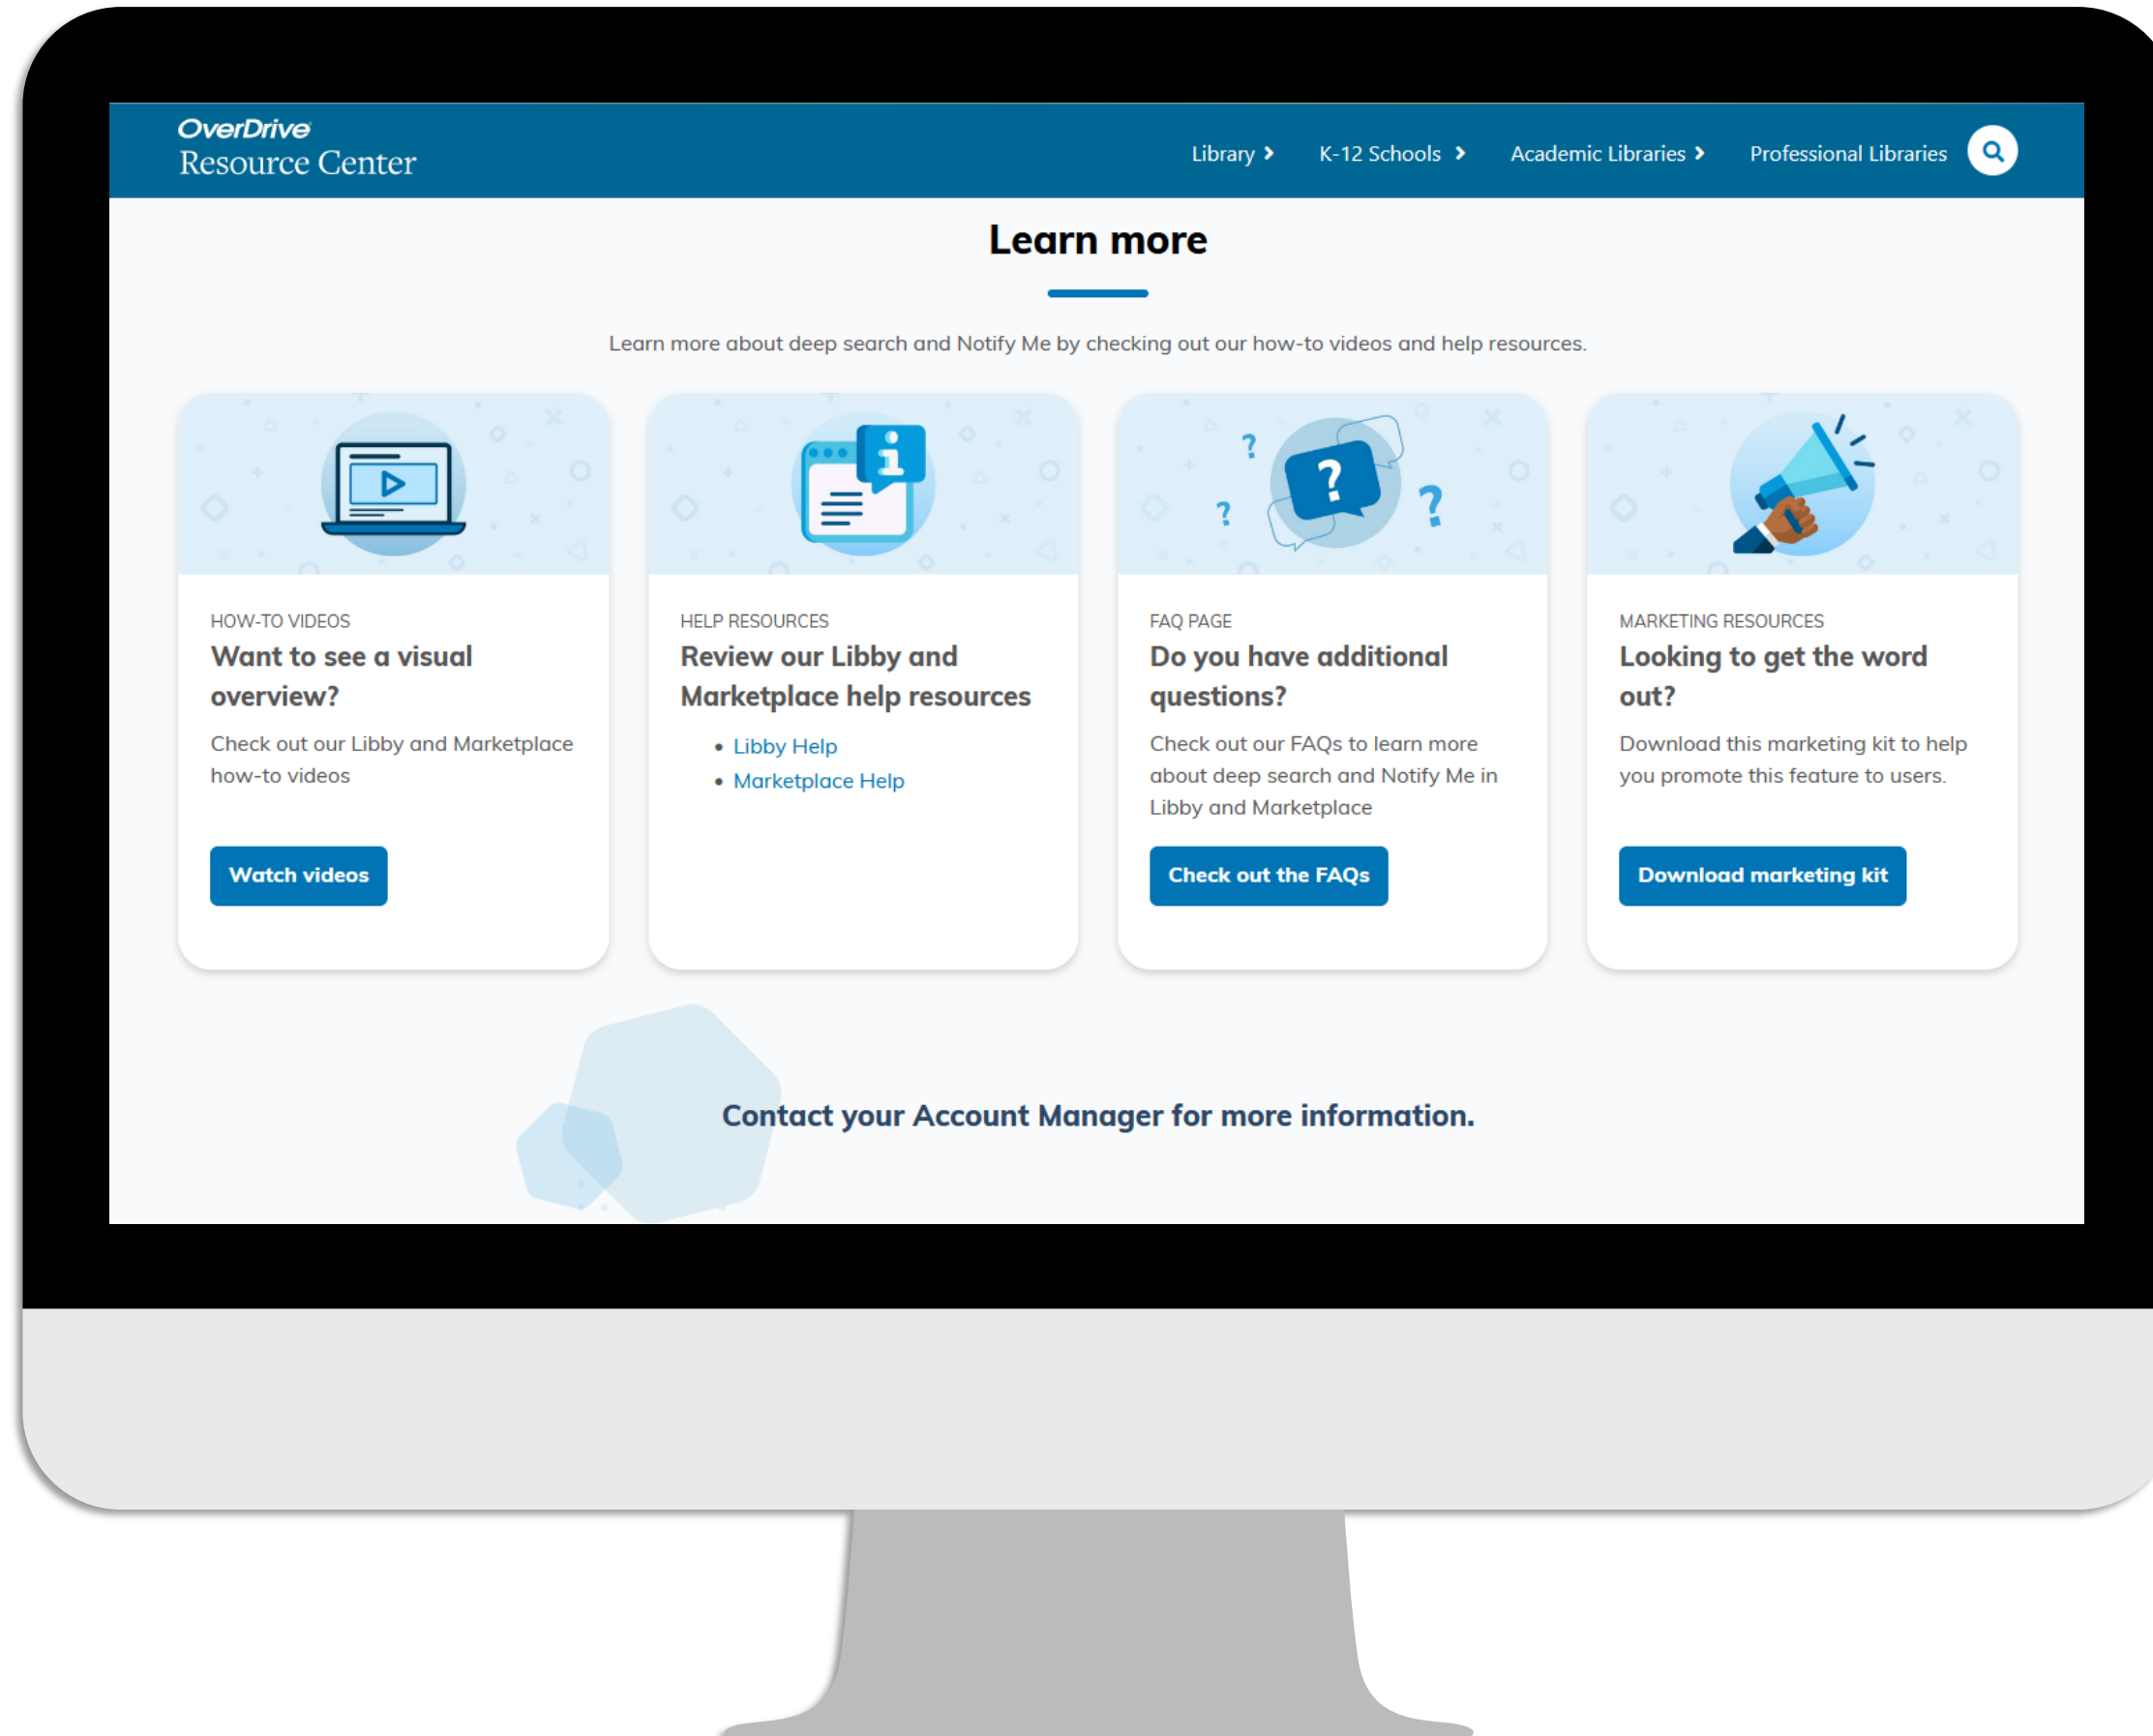 OverDrive
Resource Center
Library
K-12 Schools
Academic Libraries
Professional Libraries
Learn more
Learn more about deep search and Notify Me by checking out our how-to videos and help resources.
HOW-TO VIDEOS
Want to see a visual
overview?
Check out our Libby and Marketplace
how-to videos
Watch videos
i
HELP RESOURCES
Review our Libby and
Marketplace help resources
• Libby Help
• Marketplace Help
? ? ? ?
FAQ PAGE
Do you have additional
questions?
Check out our FAQs to learn more
about deep search and Notify Me in
Libby and Marketplace
Check out the FAQs
MARKETING RESOURCES
Looking to get the word
out?
Download this marketing kit to help
you promote this feature to users.
Download marketing kit
Contact your Account Manager for more information.